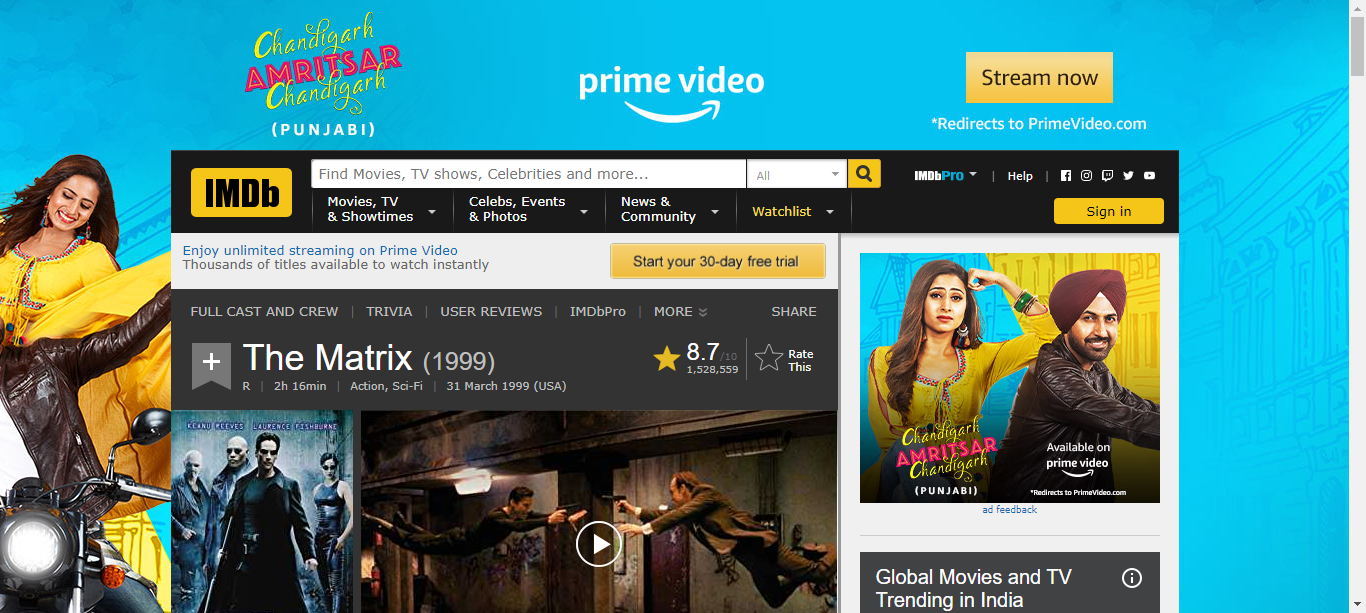 Chandigarh
AMRITSAR
Chandigarh
(PUNJABI)
prime video
Stream now
*Redirects to PrimeVideo.com
IMDb
Find Movies, TV shows, Celebrities and more...
All
IMDbPro | Help |
Movies, TV
& Showtimes
Celebs, Events
& Photos
News &
Community
Watchlist
Sign in
Enjoy unlimited streaming on Prime Video
Thousands of titles available to watch instantly
Start your 30-day free trial
FULL CAST AND CREW | TRIVIA | USER REVIEWS | IMDbPro | MORE
SHARE
+
The Matrix (1999)
R | 2h 16min | Action, Sci-Fi | 31 March 1999 (USA)
8.7/10
1,528,559
Rate
This
KEANU REEVES LAURENCE FISHBURNE
Chandigarh
AMRITSAR
Chandigarh
(PUNJABI)
Available on
prime video
*Redirects to PrimeVideo.com
ad feedback
Global Movies and TV
Trending in India